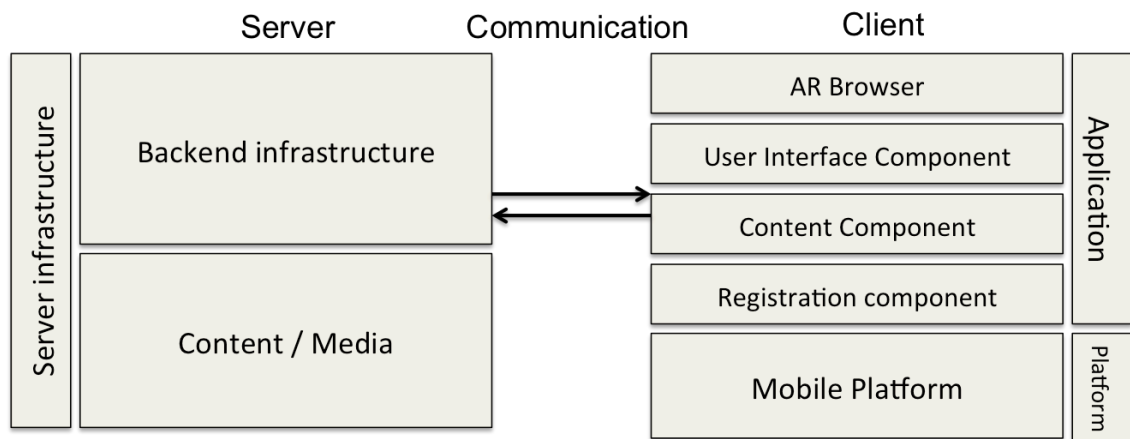 Server
Communication
Client
Server infrastructure
Backend infrastructure
Content / Media
AR Browser
User Interface Component
Content Component
Registration component
Mobile Platform
Application
Platform